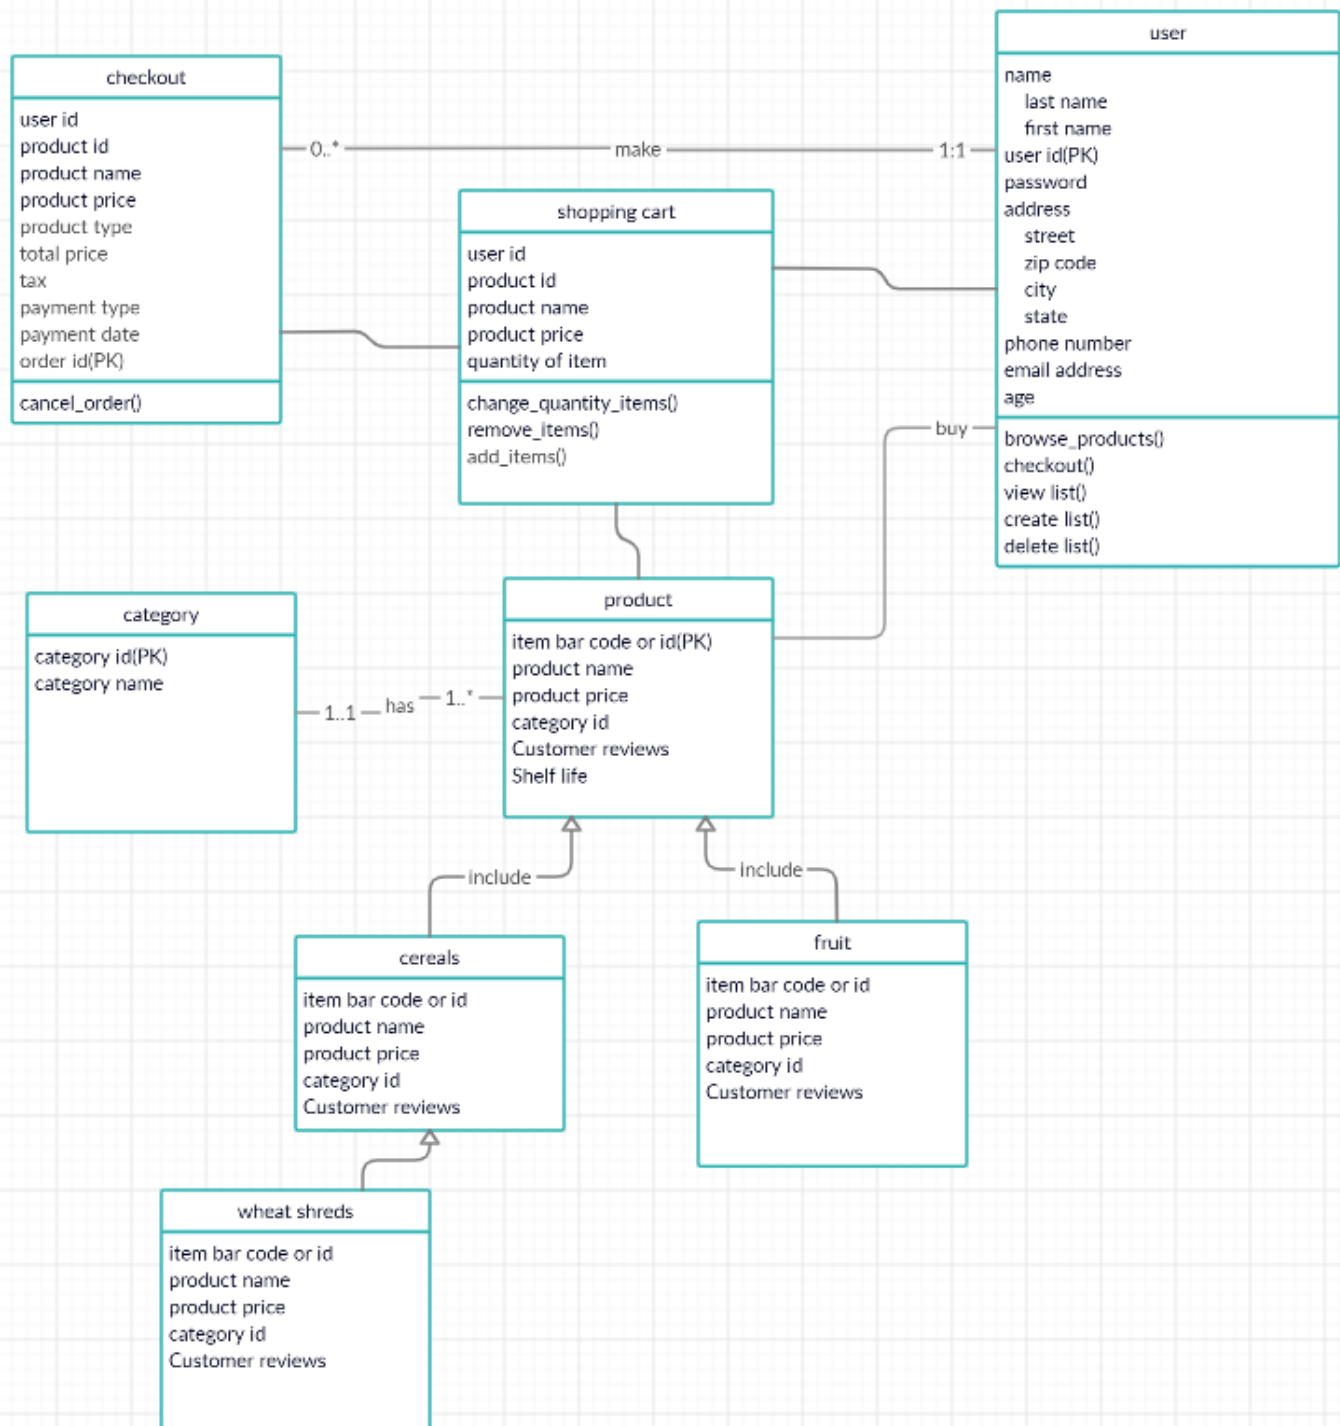 checkout
user id
product id
product name
product price
product type
total price
tax
payment type
payment date
order id(PK)
cancel_order()
0..*
make
1:1
user
name
last name
first name
user id(PK)
password
address
street
zip code
city
state
phone number
email address
age
browse_products()
checkout()
view list()
create list()
delete list()
shopping cart
user id
product id
product name
product price
quantity of item
change_quantity_items()
remove_items()
add_items()
buy
category
category id(PK)
category name
1..1
has
1..*
product
item bar code or id(PK)
product name
product price
category id
Customer reviews
Shelf life
include
include
cereals
item bar code or id
product name
product price
category id
Customer reviews
fruit
item bar code or id
product name
product price
category id
Customer reviews
wheat shreds
item bar code or id
product name
product price
category id
Customer reviews